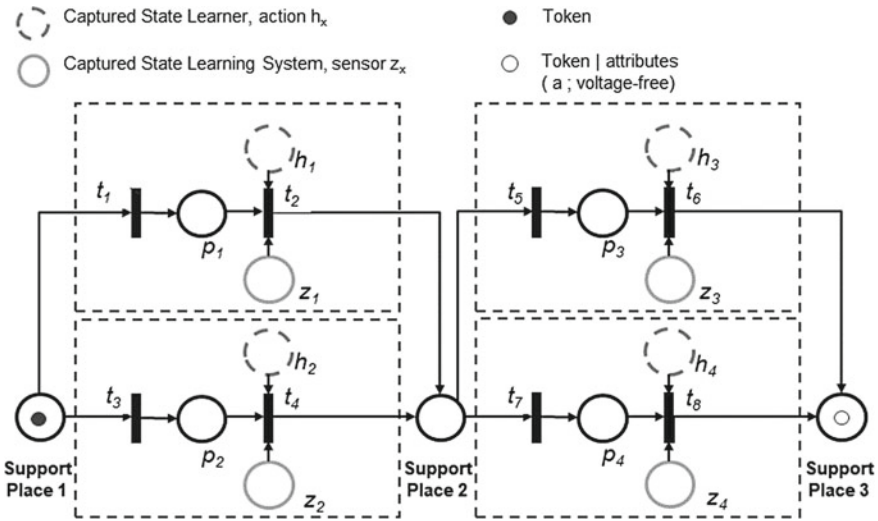 Captured State Learner, action hx
Token
Captured State Learning System, sensor zx
Token | attributes
( a ; voltage-free)
h1
h3
t1
t2
t5
t6
p1
p3
z1
z3
h2
h4
t3
t4
t7
t8
p2
p4
Support
Place 1
Support
Place 2
Support
Place 3
z2
z4